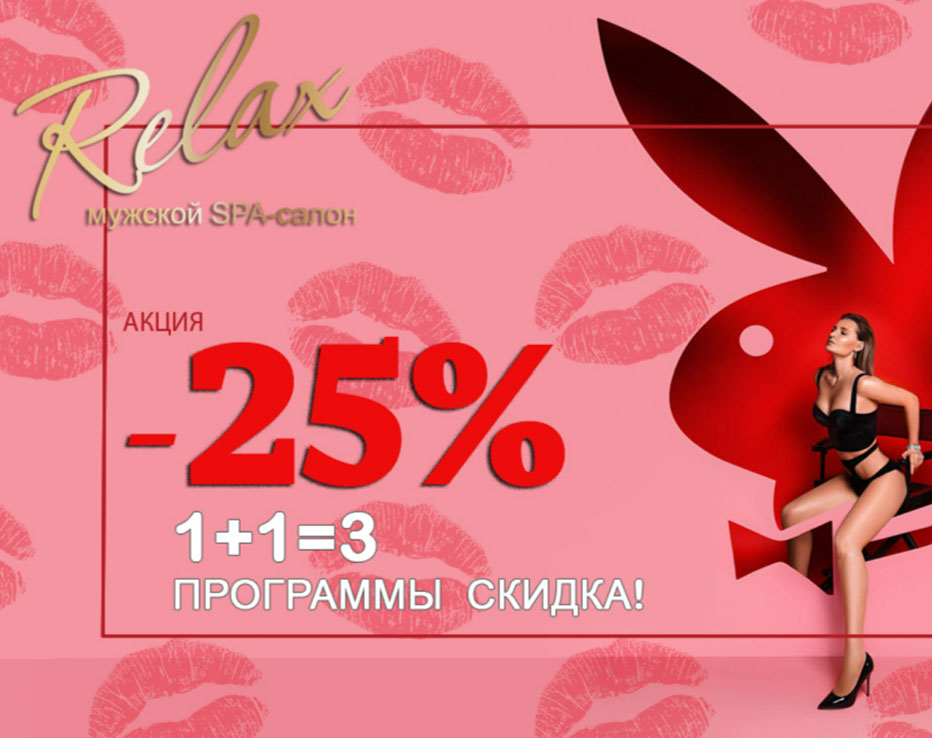 Relax
мужской SPA-салон
АКЦИЯ
-25%
1+1=3
ПРОГРАММЫ СКИДКА!